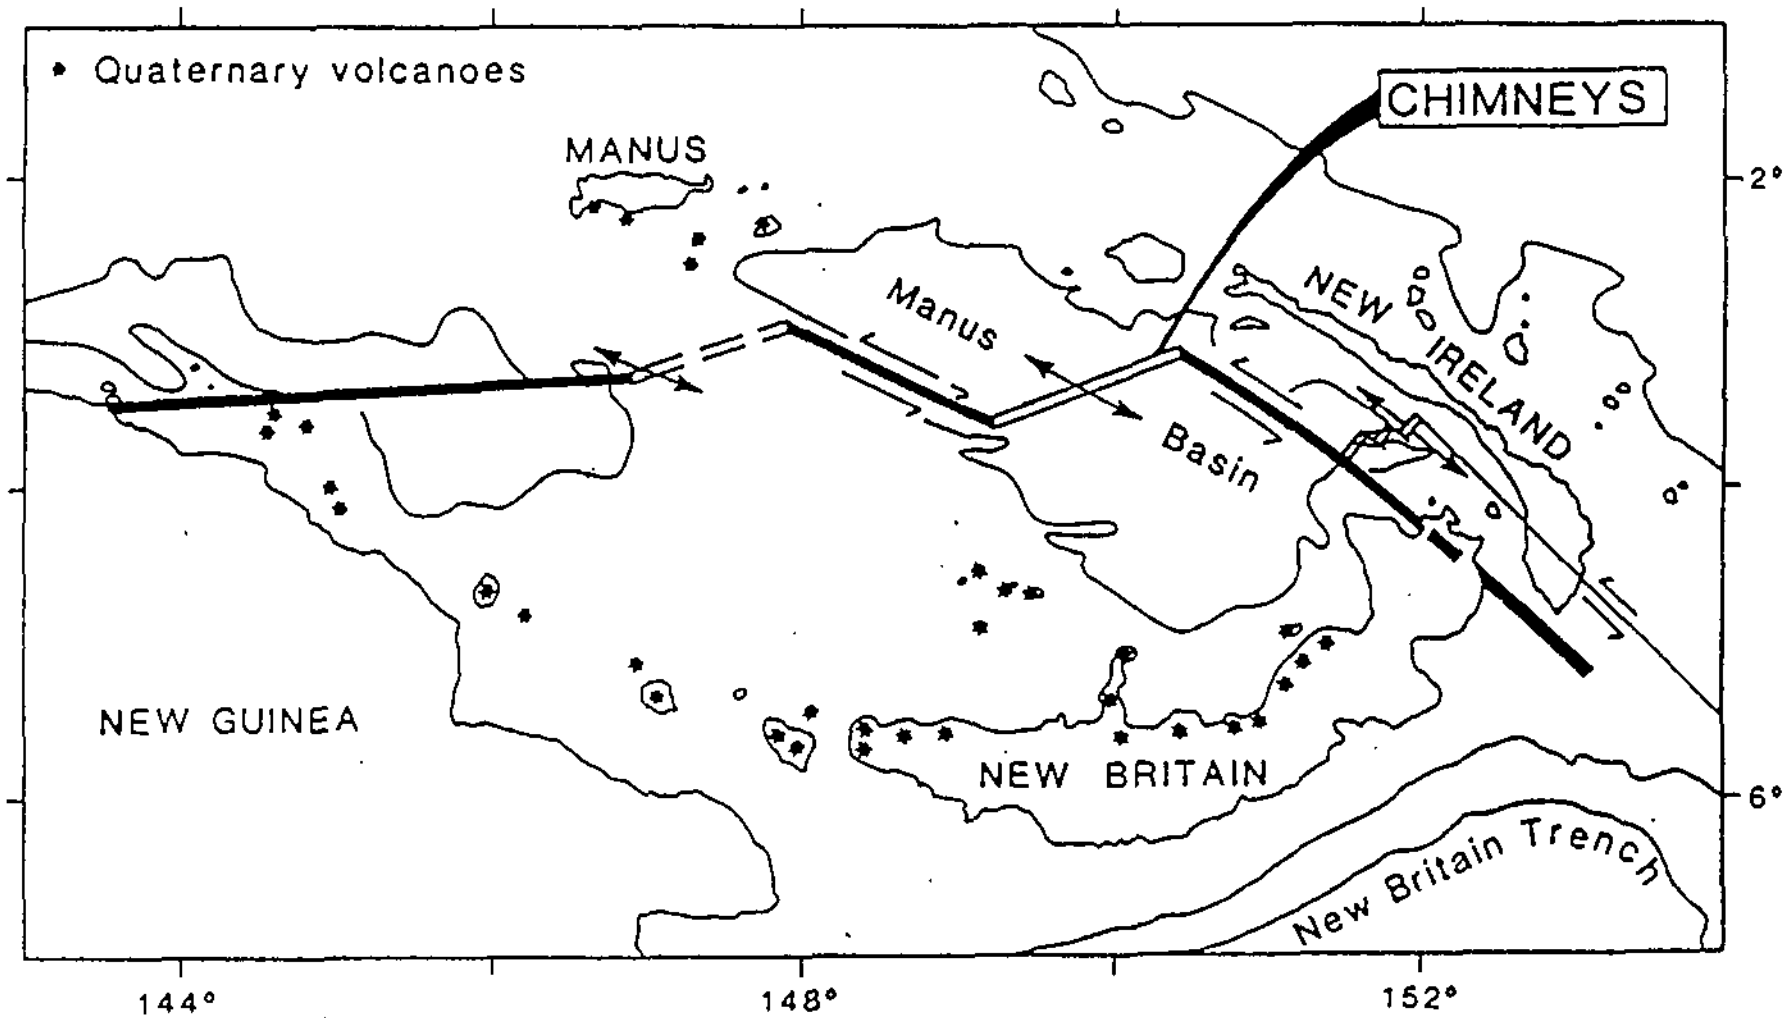 * Quaternary volcanoes
CHIMNEYS
MANUS
2°
Manus
Basin
NEW IRELAND
NEW GUINEA
NEW BRITAIN
6°
New Britain Trench
144°
148°
152°